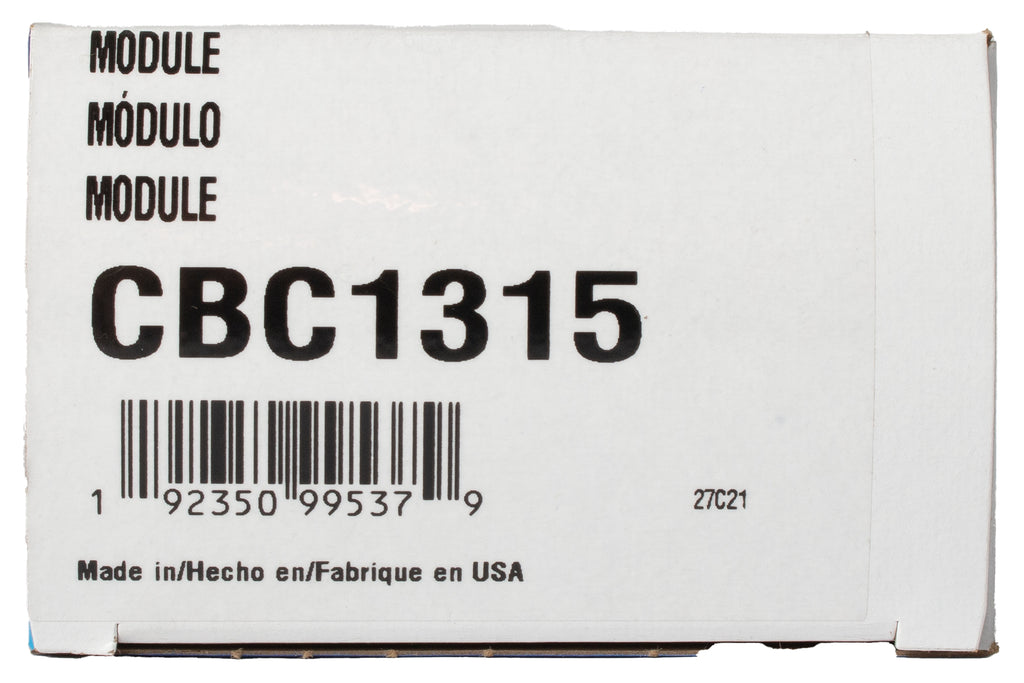 MODULE
MÓDULO
MODULE
CBC1315
1 92350 99537 9
27C21
Made in/Hecho en/Fabrique en USA